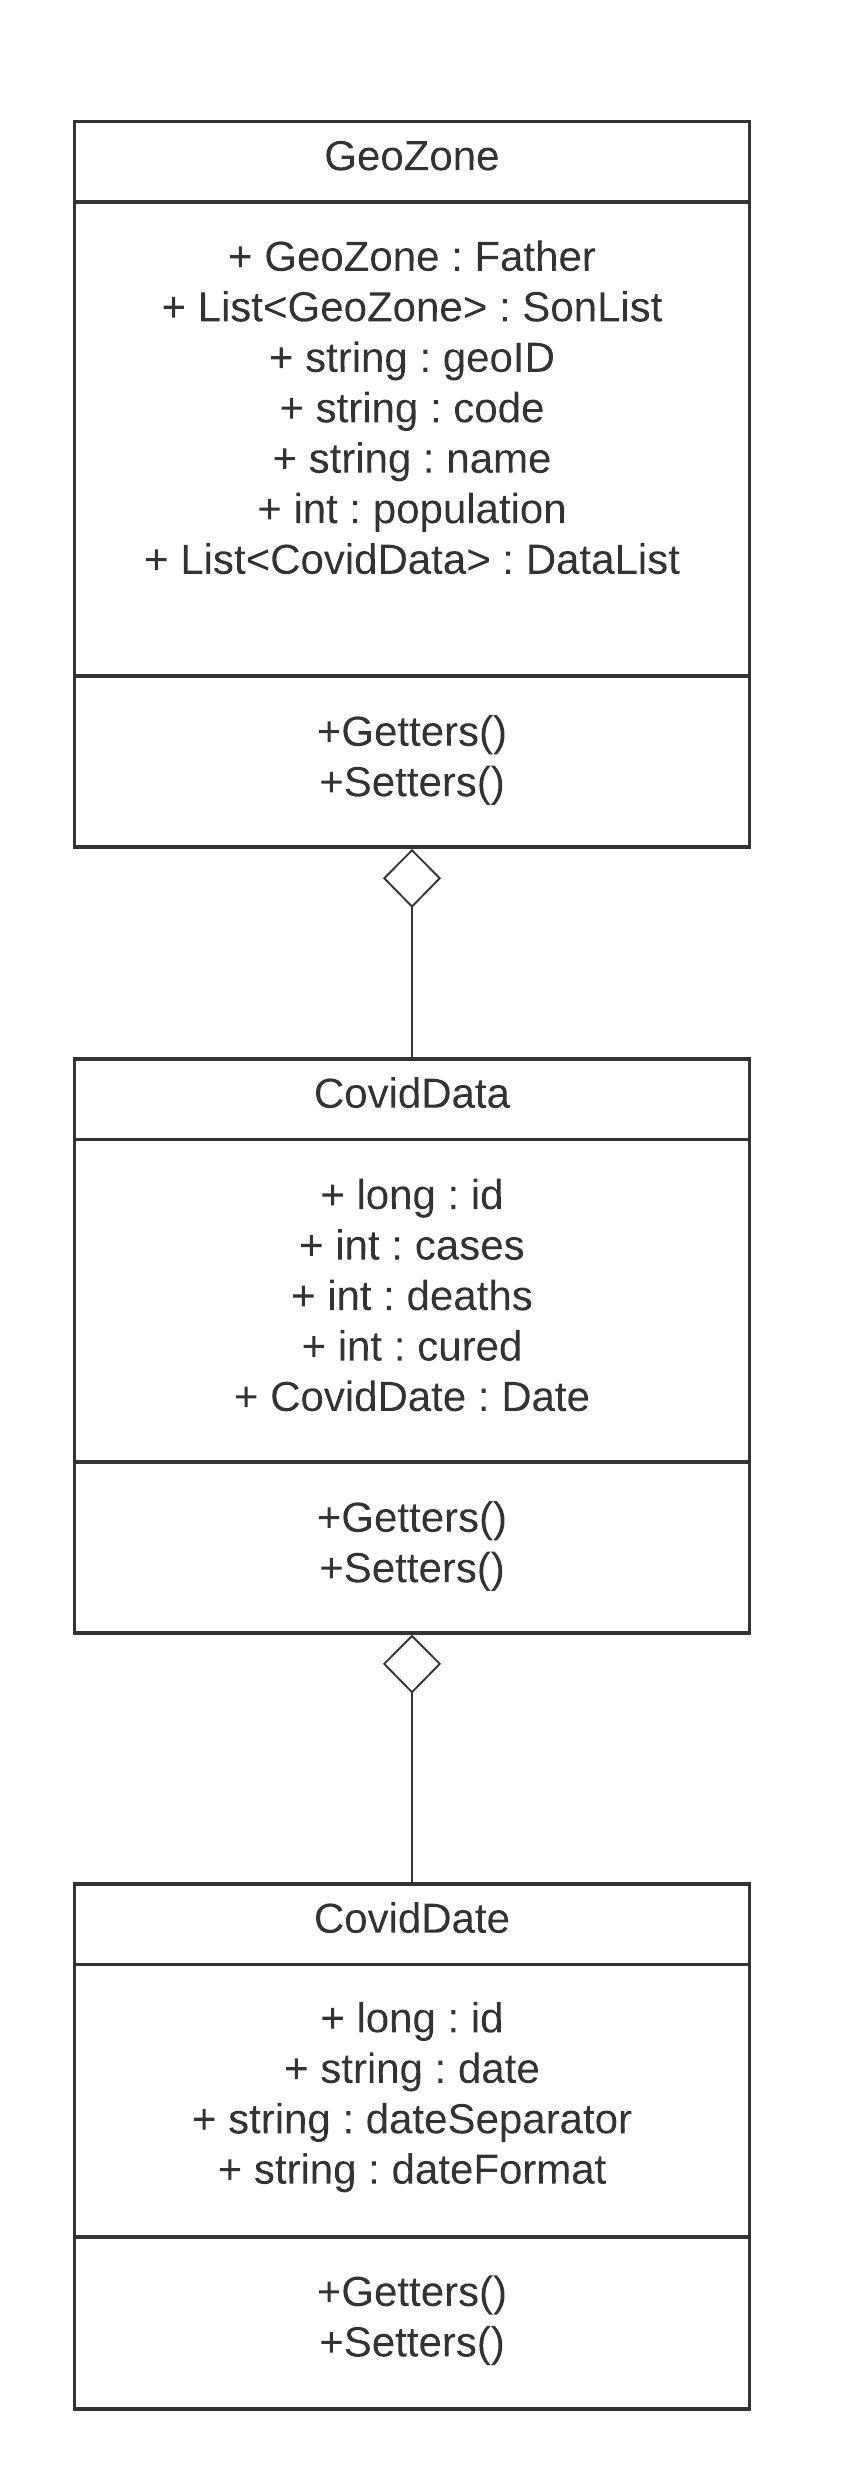 GeoZone
+ GeoZone : Father
+ List<GeoZone> : SonList
+ string : geoID
+ string : code
+ string : name
+ int : population
+ List<CovidData> : DataList
+Getters()
+Setters()
CovidData
+ long : id
+ int : cases
+ int : deaths
+ int : cured
+ CovidDate : Date
+Getters()
+Setters()
CovidDate
+ long : id
+ string : date
+ string : dateSeparator
+ string : dateFormat
+Getters()
+Setters()